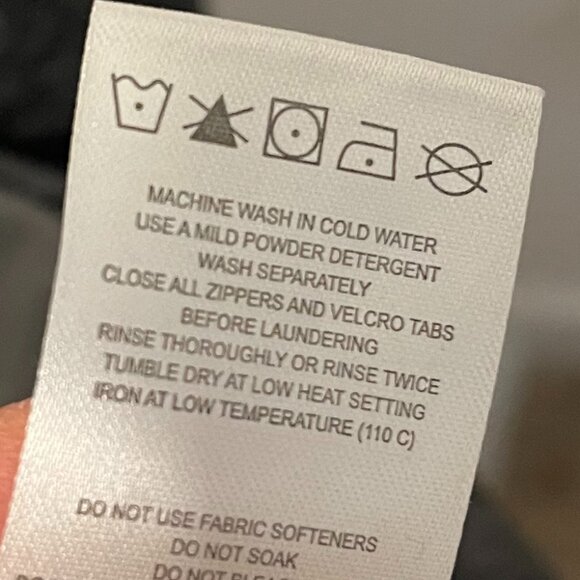 MACHINE WASH IN COLD WATER
USE A MILD POWDER DETERGENT
WASH SEPARATELY
CLOSE ALL ZIPPERS AND VELCRO TABS
BEFORE LAUNDERING
RINSE THOROUGHLY OR RINSE TWICE
TUMBLE DRY AT LOW HEAT SETTING
IRON AT LOW TEMPERATURE (110 C)
DO NOT USE FABRIC SOFTENERS
DO NOT SOAK
DO NOT